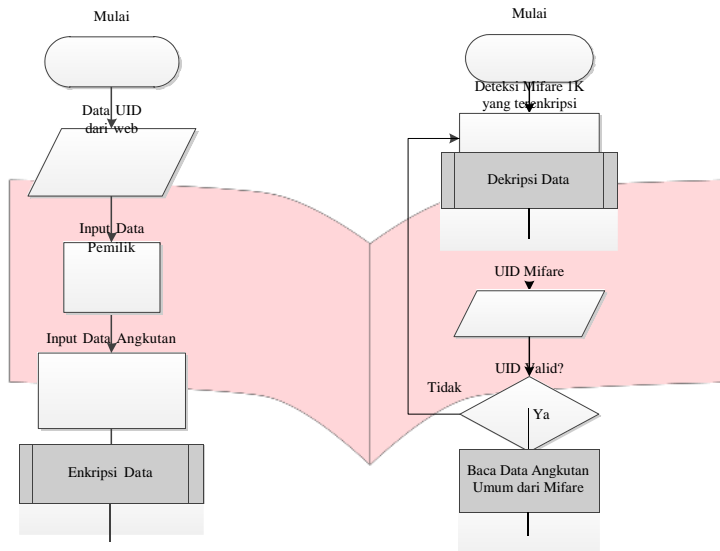 Mulai
Data UID
dari web
Input Data
Pemilik
Input Data Angkutan
Enkripsi Data
Mulai
Deteksi Mifare 1K
yang terenkripsi
Dekripsi Data
UID Mifare
UID Valid?
Tidak
Ya
Baca Data Angkutan
Umum dari Mifare